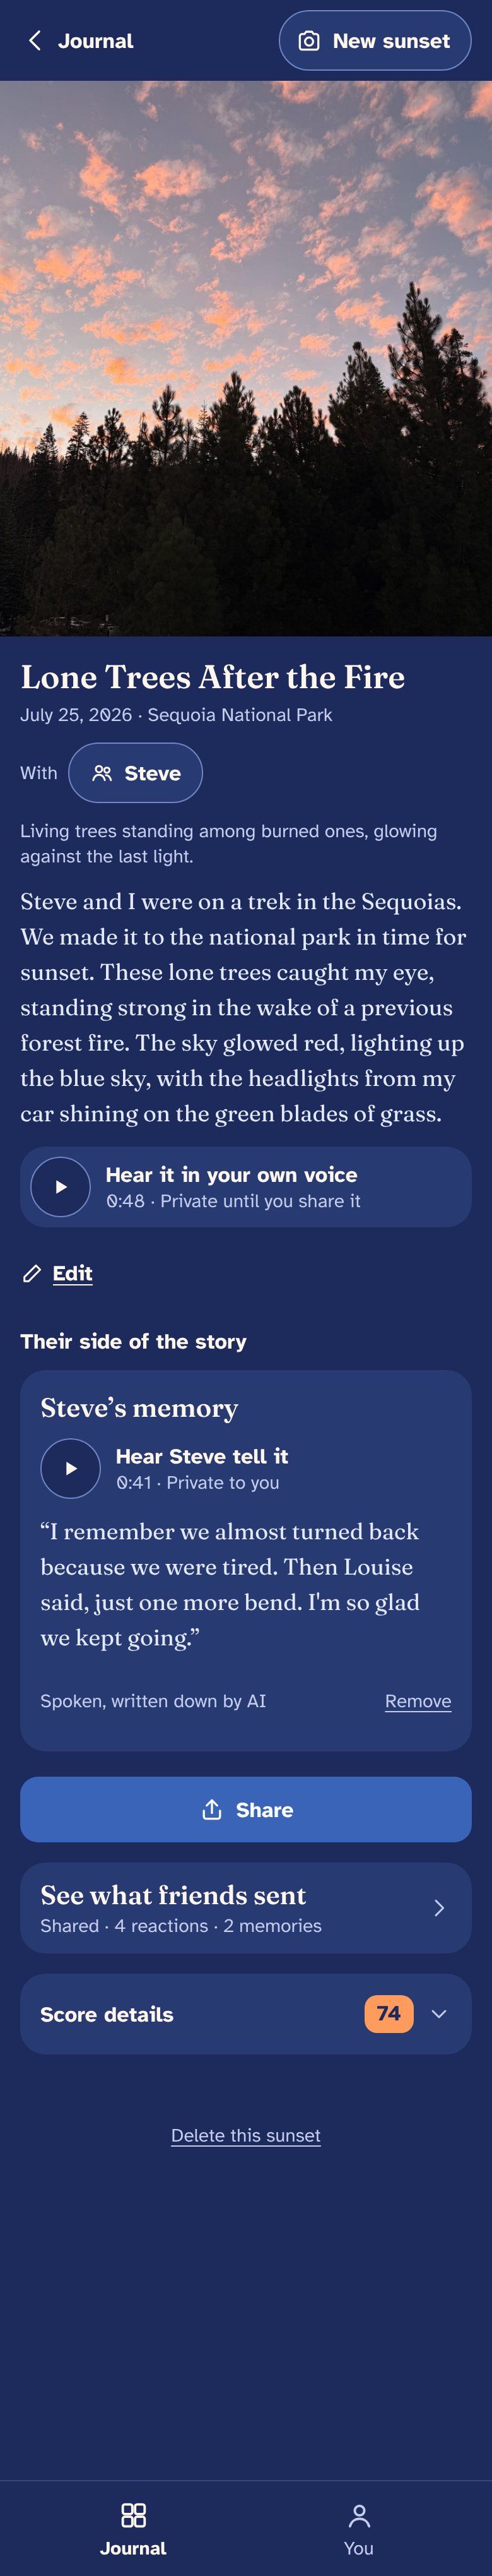 Journal
New sunset
Lone Trees After the Fire
July 25, 2026 · Sequoia National Park
With
Steve
Living trees standing among burned ones, glowing
against the last light.
Steve and I were on a trek in the Sequoias.
We made it to the national park in time for
sunset. These lone trees caught my eye,
standing strong in the wake of a previous
forest fire. The sky glowed red, lighting up
the blue sky, with the headlights from my
car shining on the green blades of grass.
Hear it in your own voice
0:48 · Private until you share it
Edit
Their side of the story
Steve’s memory
Hear Steve tell it
0:41 · Private to you
“I remember we almost turned back
because we were tired. Then Louise
said, just one more bend. I'm so glad
we kept going.”
Spoken, written down by AI
Remove
Share
See what friends sent
Shared · 4 reactions · 2 memories
Score details
74
Delete this sunset
Journal
You